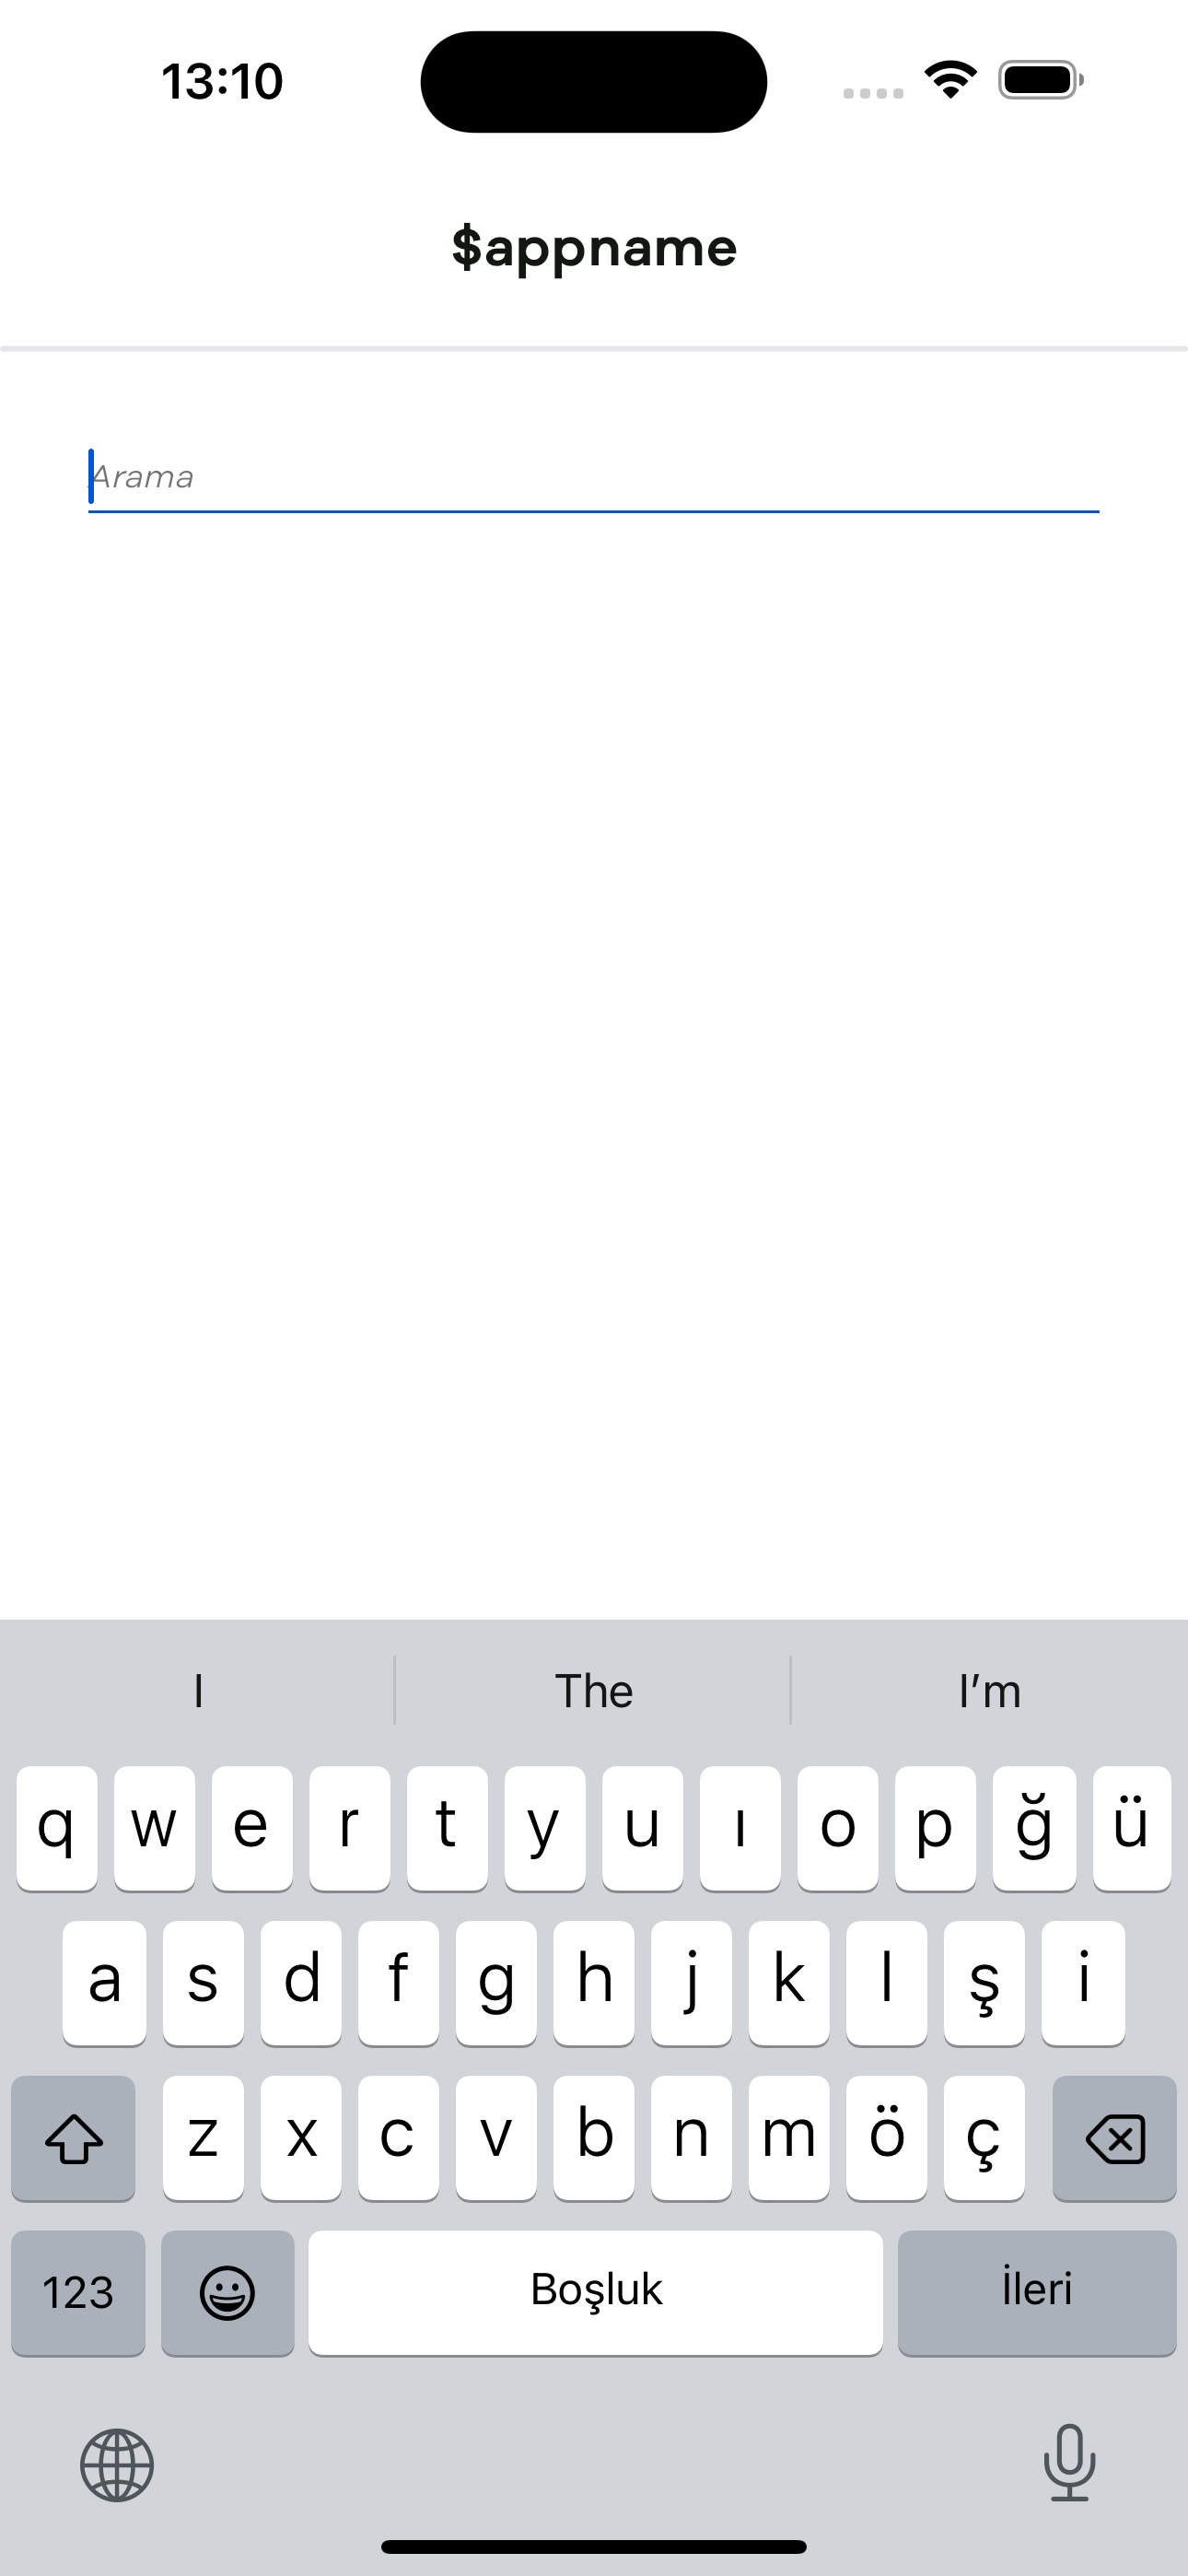 13:10
$appname
Arama
I The I'm
q w e r t y u ı o p ğ ü
a s d f g h j k l ş i
z x c v b n m ö ç
123 Boşluk İleri